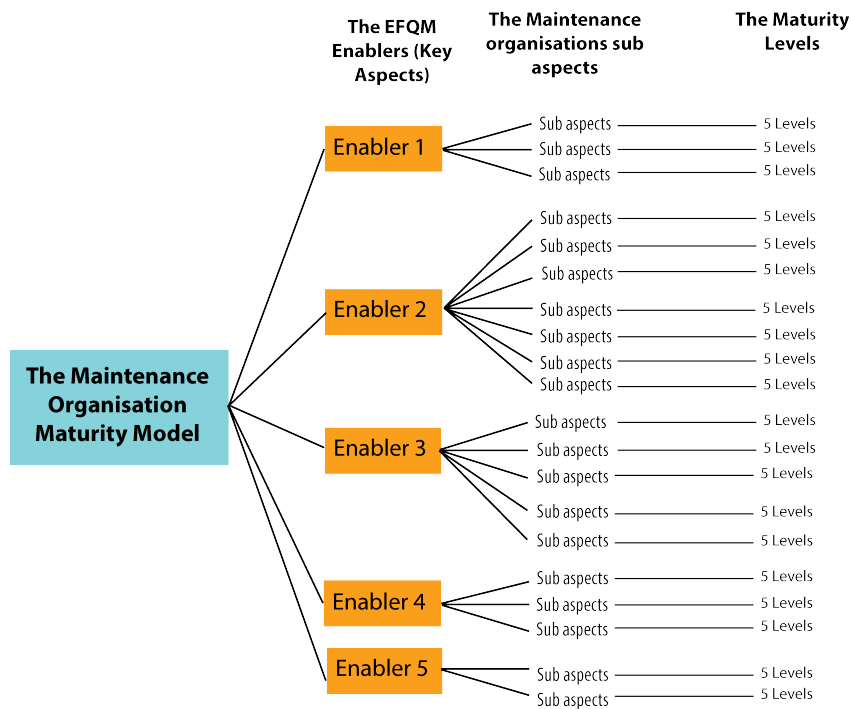 The EFQM
Enablers (Key
Aspects)
The Maintenance
organisations sub
aspects
The Maturity
Levels
The Maintenance
Organisation
Maturity Model
Enabler 1
Sub aspects 5 Levels
Sub aspects 5 Levels
Sub aspects 5 Levels
Enabler 2
Sub aspects 5 Levels
Sub aspects 5 Levels
Sub aspects 5 Levels
Sub aspects 5 Levels
Sub aspects 5 Levels
Sub aspects 5 Levels
Sub aspects 5 Levels
Enabler 3
Sub aspects 5 Levels
Sub aspects 5 Levels
Sub aspects 5 Levels
Sub aspects 5 Levels
Sub aspects 5 Levels
Enabler 4
Sub aspects 5 Levels
Sub aspects 5 Levels
Sub aspects 5 Levels
Enabler 5
Sub aspects 5 Levels
Sub aspects 5 Levels